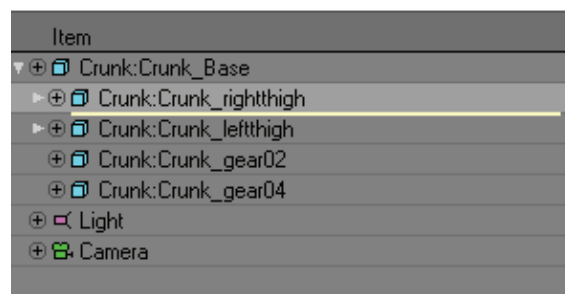 Item
Crunk:Crunk_Base
Crunk:Crunk_rightthigh
Crunk:Crunk_leftthigh
Crunk:Crunk_gear02
Crunk:Crunk_gear04
Light
Camera